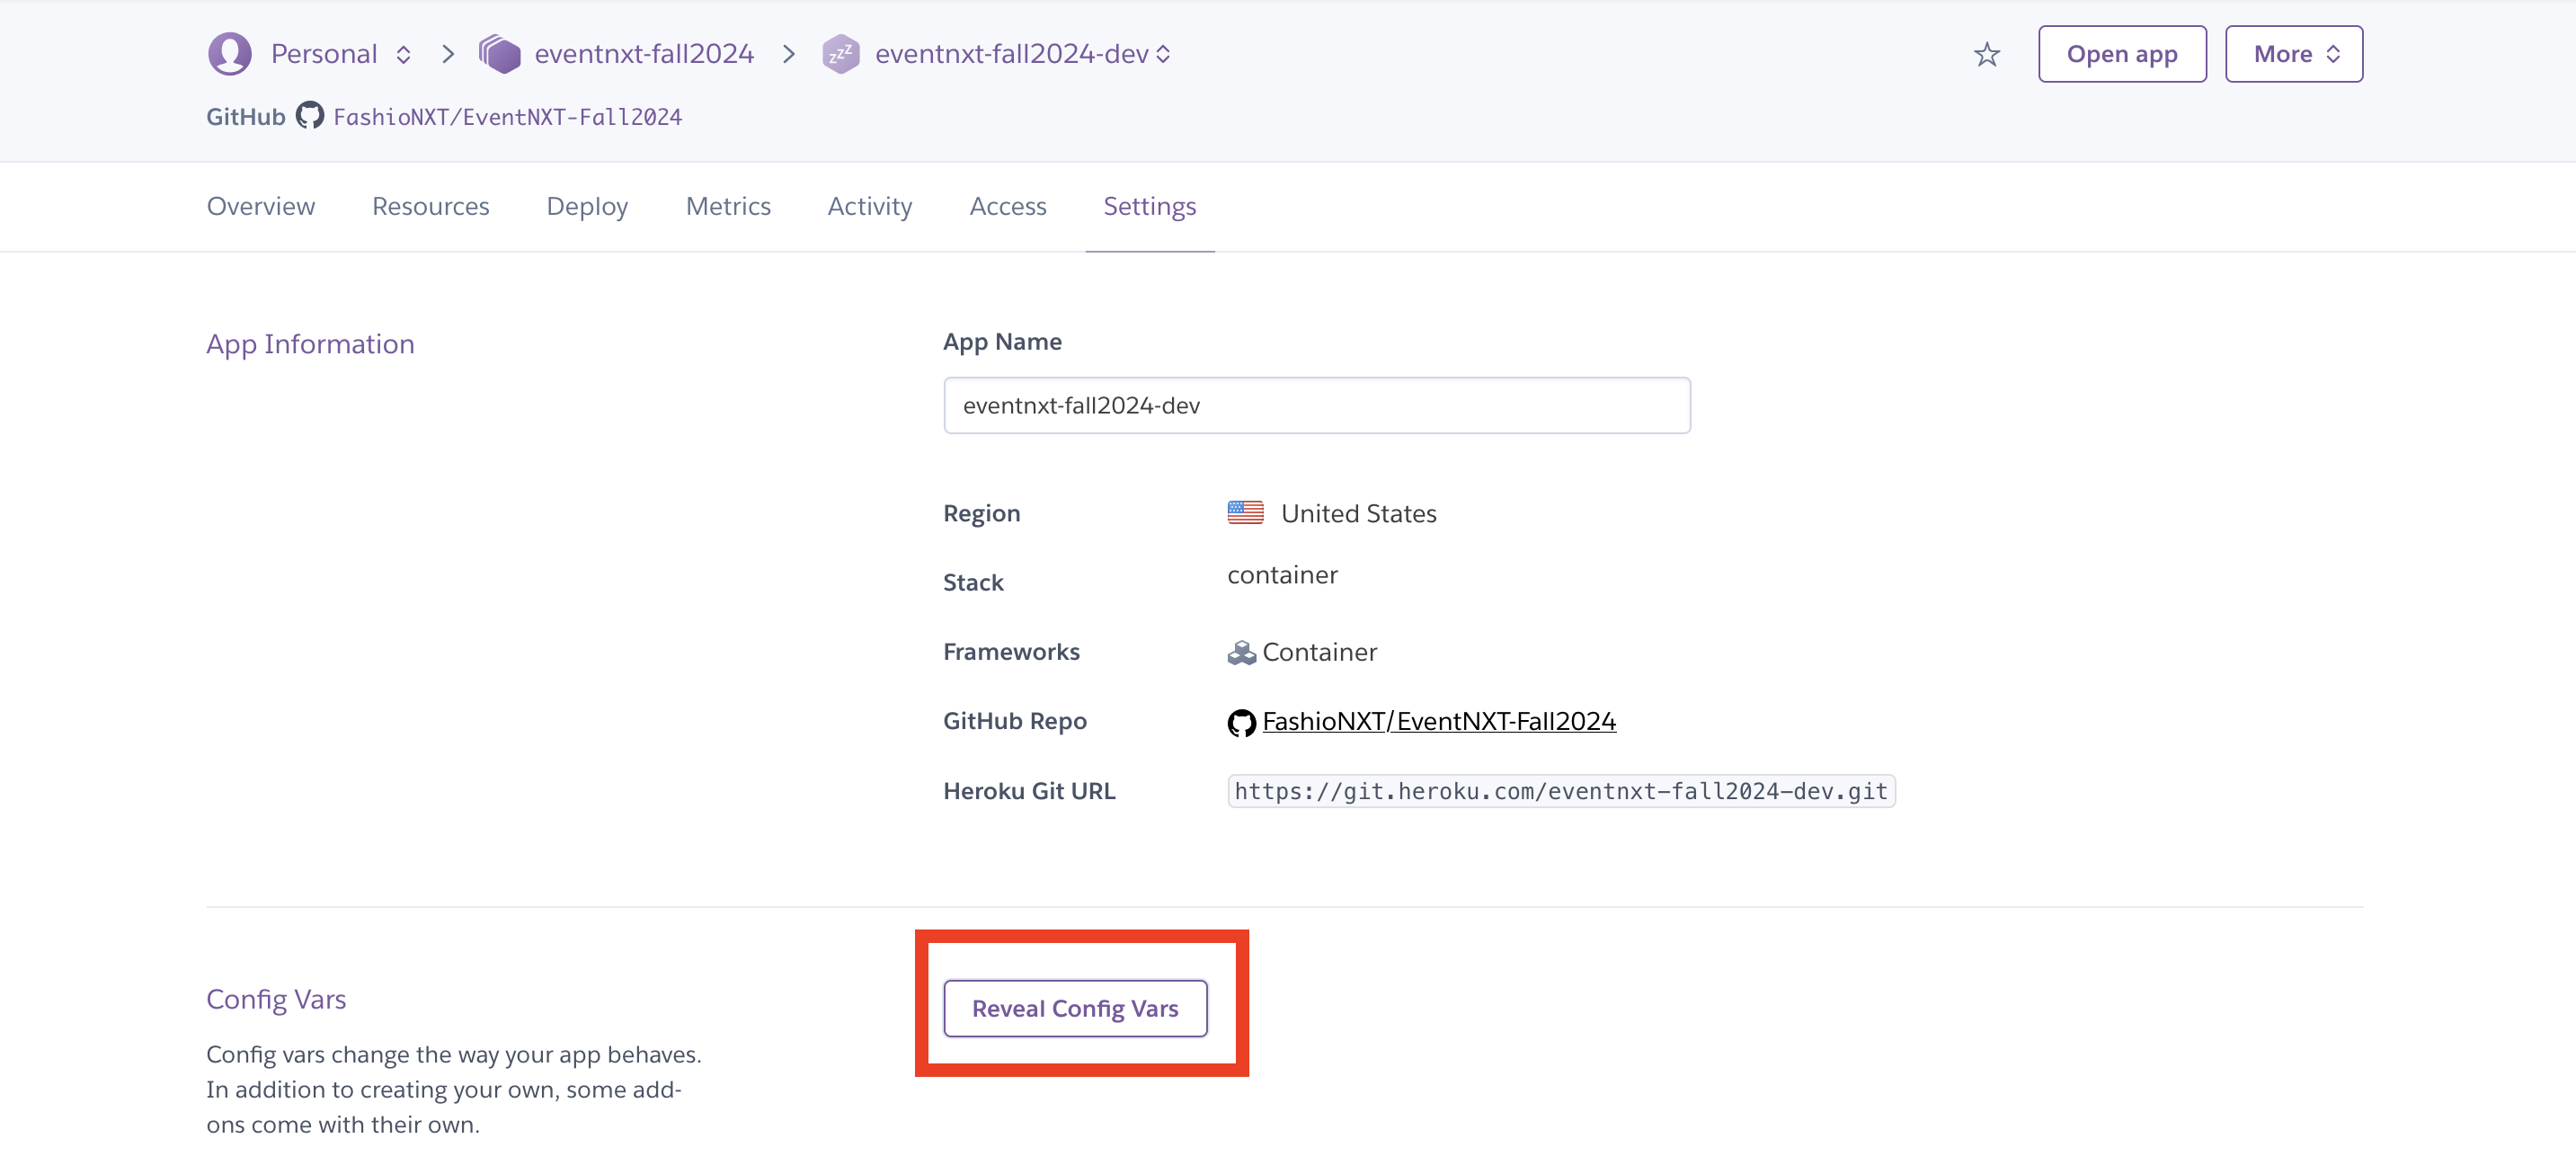 Personal eventnxt-fall2024 zzZ eventnxt-fall2024-dev Open app More
GitHub FashioNXT/EventNXT-Fall2024
Overview Resources Deploy Metrics Activity Access Settings
App Information
App Name
eventnxt-fall2024-dev
Region United States
Stack container
Frameworks Container
GitHub Repo FashioNXT/EventNXT-Fall2024
Heroku Git URL https://git.heroku.com/eventnxt-fall2024-dev.git
Config Vars
Config vars change the way your app behaves.
In addition to creating your own, some add-
ons come with their own.
Reveal Config Vars